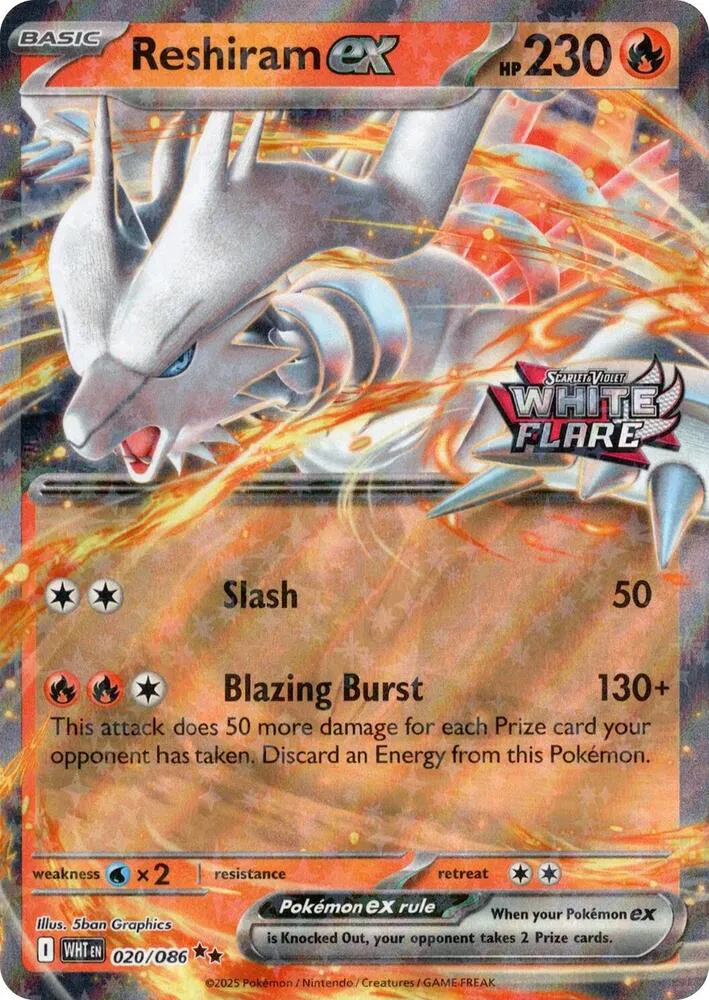 BASIC
Reshiram ex
HP 230
SCARLET & VIOLET
WHITE
FLARE
Slash 50
Blazing Burst 130+
This attack does 50 more damage for each Prize card your
opponent has taken. Discard an Energy from this Pokémon.
weakness ×2 resistance retreat
Pokémon ex rule
When your Pokémon ex
is Knocked Out, your opponent takes 2 Prize cards.
Illus. 5ban Graphics
I WHT EN 020/086 ★★
©2025 Pokémon / Nintendo / Creatures / GAME FREAK